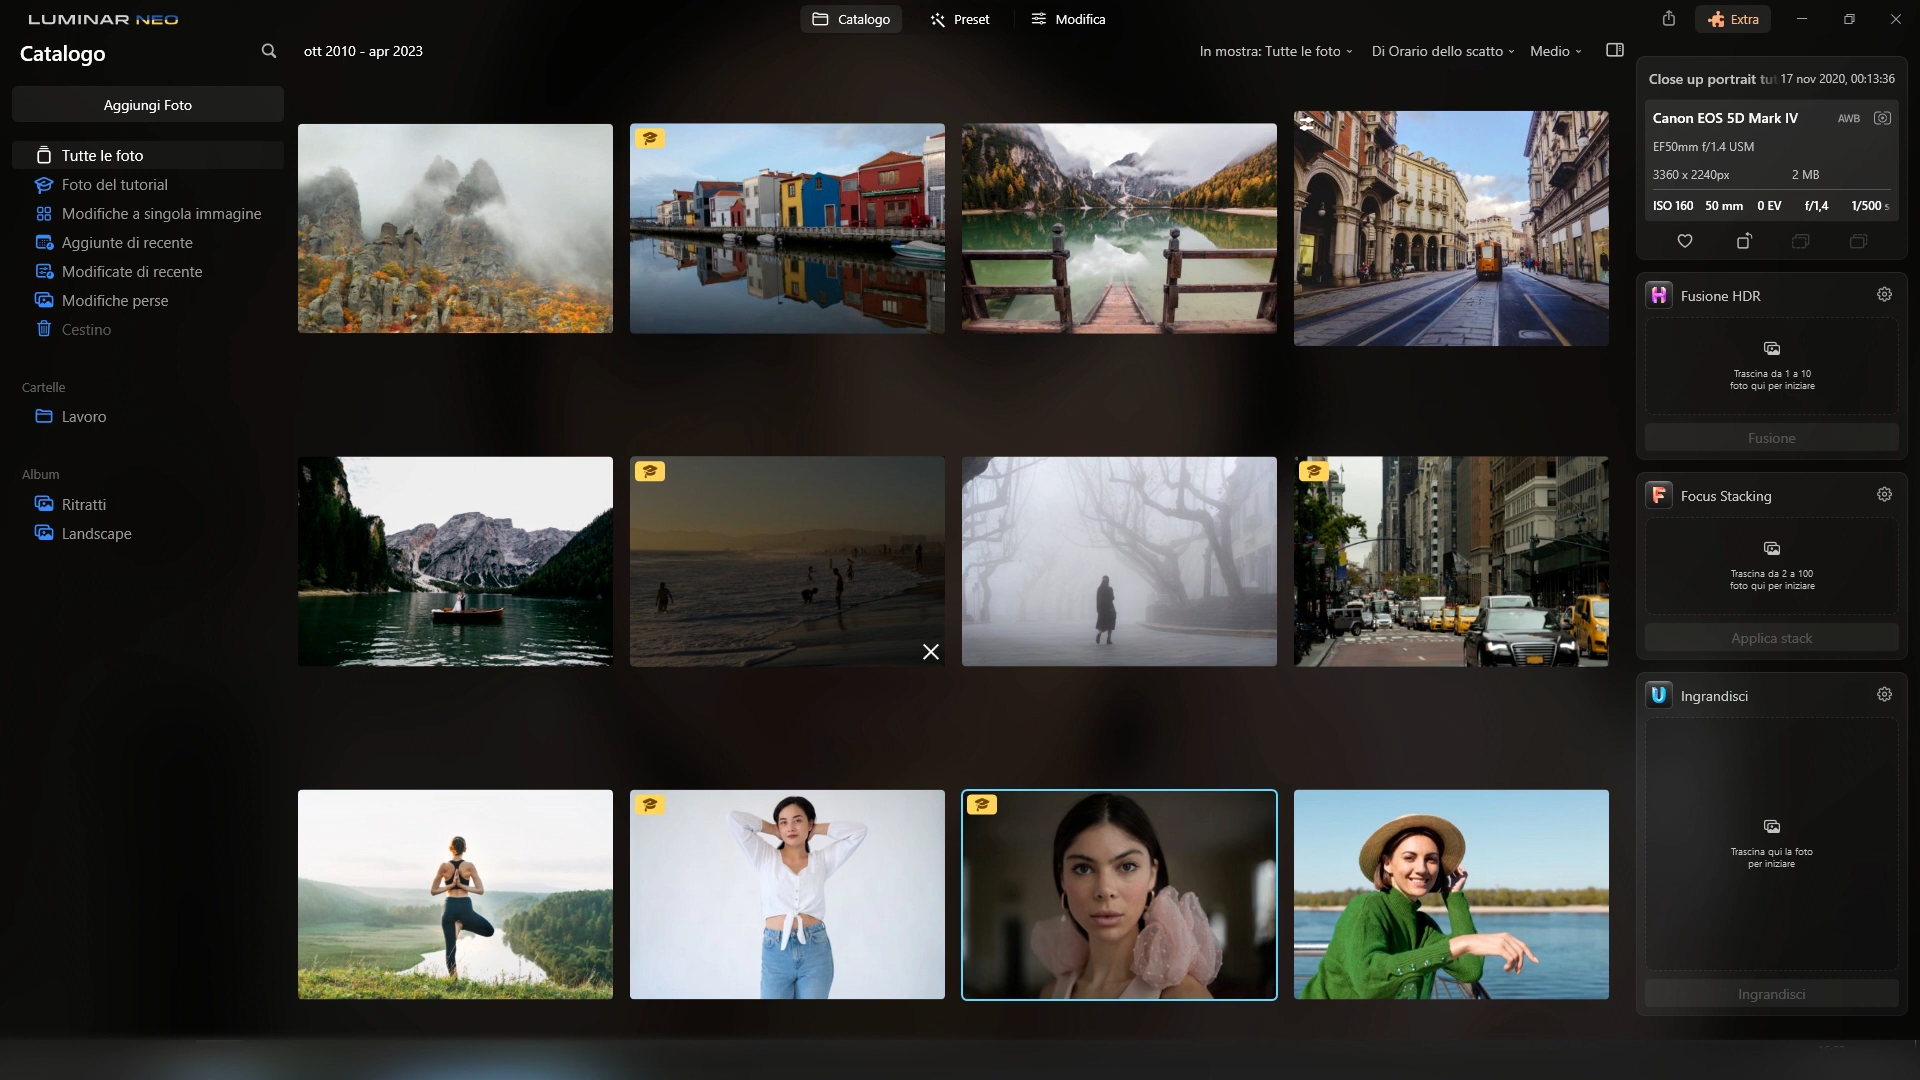 LUMINAR NEO
Catalogo
Preset
Modifica
Extra
Catalogo
ott 2010 - apr 2023
In mostra: Tutte le foto
Di Orario dello scatto
Medio
Aggiungi Foto
Tutte le foto
Foto del tutorial
Modifiche a singola immagine
Aggiunte di recente
Modificate di recente
Modifiche perse
Cestino
Cartelle
Lavoro
Album
Ritratti
Landscape
Close up portrait tut 17 nov 2020, 00:13:36
Canon EOS 5D Mark IV AWB
EF50mm f/1.4 USM
3360 x 2240px 2 MB
ISO 160 50 mm 0 EV f/1,4 1/500 s
Fusione HDR
Trascina da 1 a 10
foto qui per iniziare
Fusione
Focus Stacking
Trascina da 2 a 100
foto qui per iniziare
Applica stack
Ingrandisci
Trascina qui la foto
per iniziare
Ingrandisci